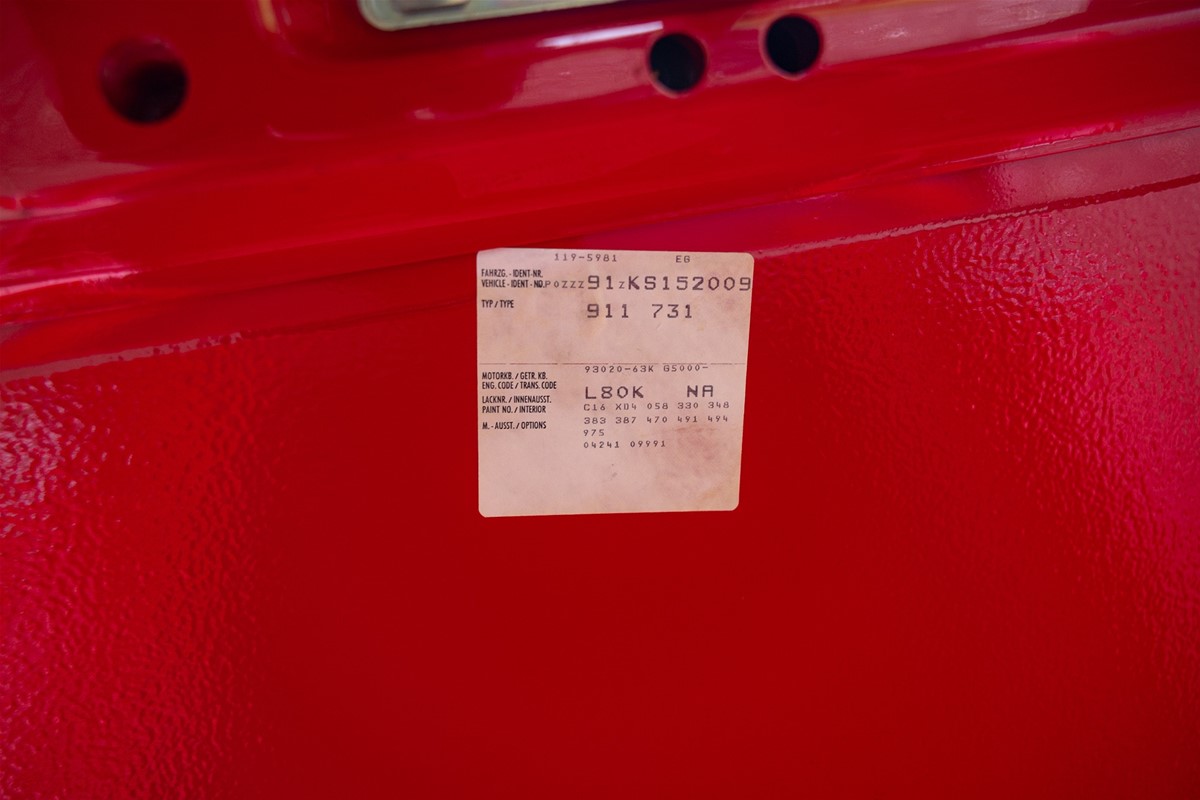 119-5981 EG
FAHRZG. - IDENT-NR.
VEHICLE - IDENT - NO. P0ZZZ91ZKS152009
TYP / TYPE 911 731
93020-63K G5000-
MOTORKB. / GETR. KB.
ENG. CODE / TRANS. CODE
L80K NA
LACKNR. / INNENAUSST.
PAINT NO. / INTERIOR
C16 X04 058 330 348
M. - AUSST. / OPTIONS
383 387 470 491 494
975
04241 09991